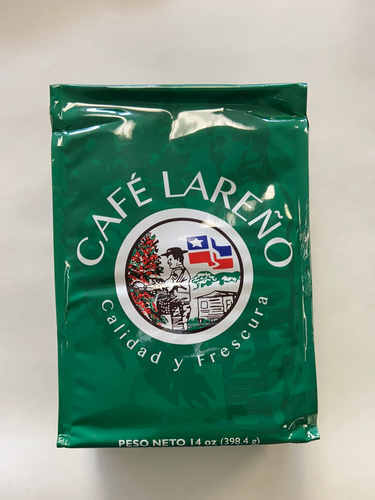 CAFÉ LAREÑO
Calidad y Frescura
PESO NETO 14 oz (398.4 g)